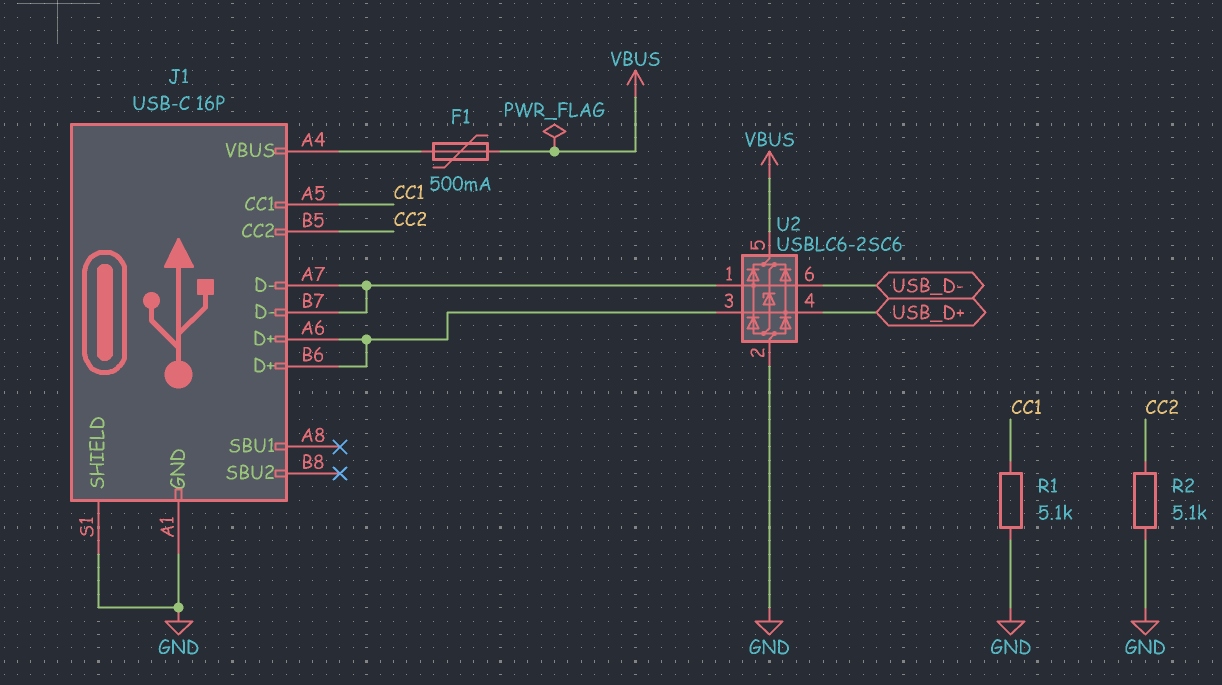 VBUS
J1
USB-C 16P
F1
PWR_FLAG
VBUS
A4
500mA
VBUS
CC1
A5
CC1
CC2
B5
CC2
U2
USBLC6-2SC6
5
D-
A7
1
6
USB_D-
D-
B7
3
4
USB_D+
D+
A6
D+
B6
2
CC1
CC2
SBU1
A8
SBU2
B8
SHIELD
GND
R1
5.1k
R2
5.1k
S1
A1
GND
GND
GND
GND